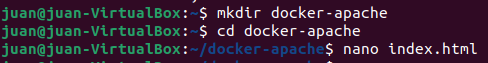 juan@juan-VirtualBox:~$ mkdir docker-apache
juan@juan-VirtualBox:~$ cd docker-apache
juan@juan-VirtualBox:~/docker-apache$ nano index.html